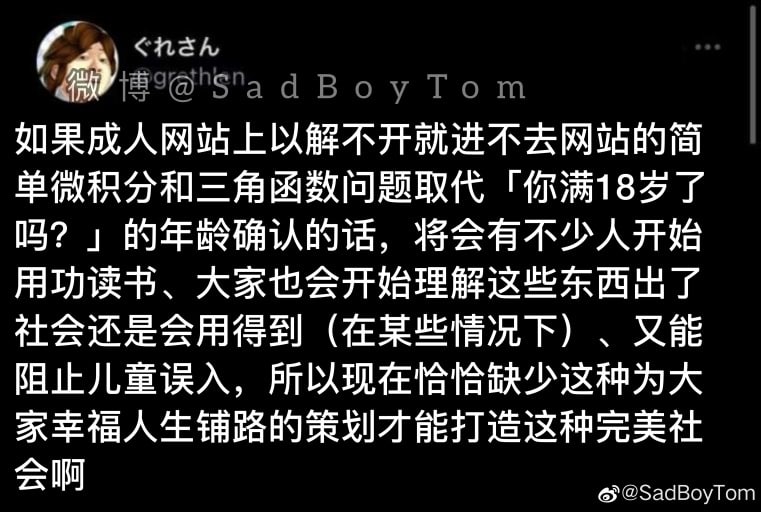 ぐれさん
@grethlen
微博@SadBoyTom
如果成人网站上以解不开就进不去网站的简
单微积分和三角函数问题取代「你满18岁了
吗？」的年龄确认的话，将会有不少人开始
用功读书、大家也会开始理解这些东西出了
社会还是会用得到（在某些情况下）、又能
阻止儿童误入，所以现在恰恰缺少这种为大
家幸福人生铺路的策划才能打造这种完美社
会啊
@SadBoyTom